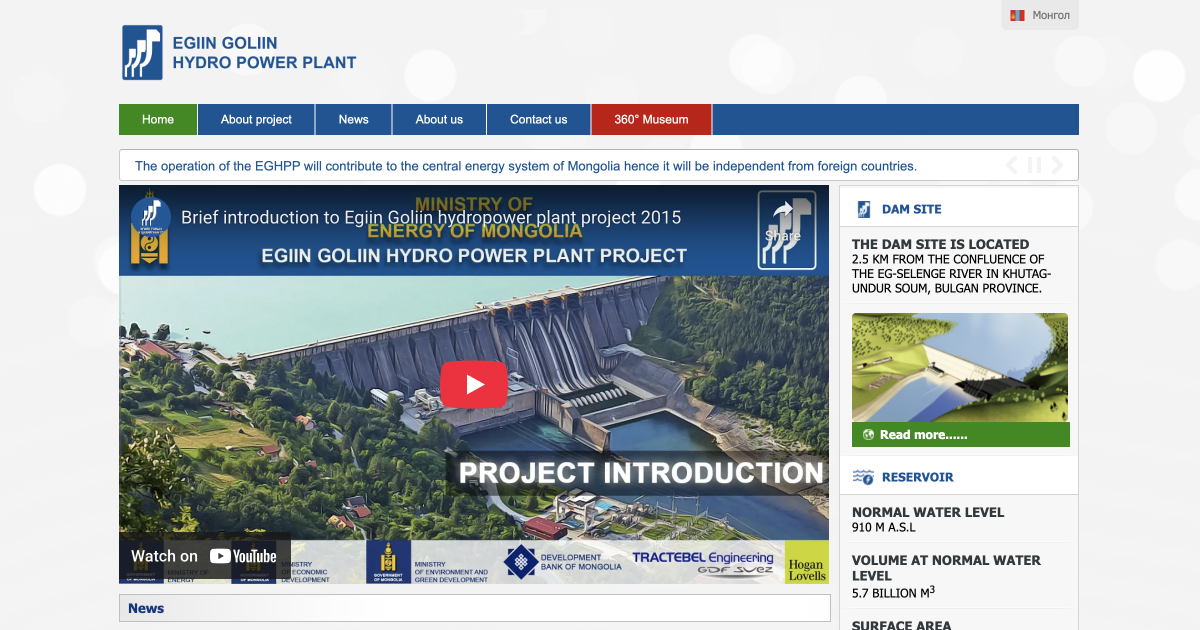 Монгол
EGIIN GOLIIN
HYDRO POWER PLANT
Home
About project
News
About us
Contact us
360° Museum
The operation of the EGHPP will contribute to the central energy system of Mongolia hence it will be independent from foreign countries.
MINISTRY OF
Brief introduction to Egiin Goliin hydropower plant project 2015
ENERGY OF MONGOLIA
EGIIN GOLIIN HYDRO POWER PLANT PROJECT
Share
PROJECT INTRODUCTION
Watch on YouTube
MINISTRY OF
ENERGY
MINISTRY
OF ECONOMIC
DEVELOPMENT
GOVERNMENT
OF MONGOLIA
MINISTRY
OF ENVIRONMENT AND
GREEN DEVELOPMENT
DEVELOPMENT
BANK OF MONGOLIA
TRACTEBEL Engineering
GDF SUEZ
Hogan
Lovells
News
DAM SITE
THE DAM SITE IS LOCATED
2.5 KM FROM THE CONFLUENCE OF
THE EG-SELENGE RIVER IN KHUTAG-
UNDUR SOUM, BULGAN PROVINCE.
Read more......
RESERVOIR
NORMAL WATER LEVEL
910 M A.S.L
VOLUME AT NORMAL WATER
LEVEL
5.7 BILLION M³
SURFACE AREA